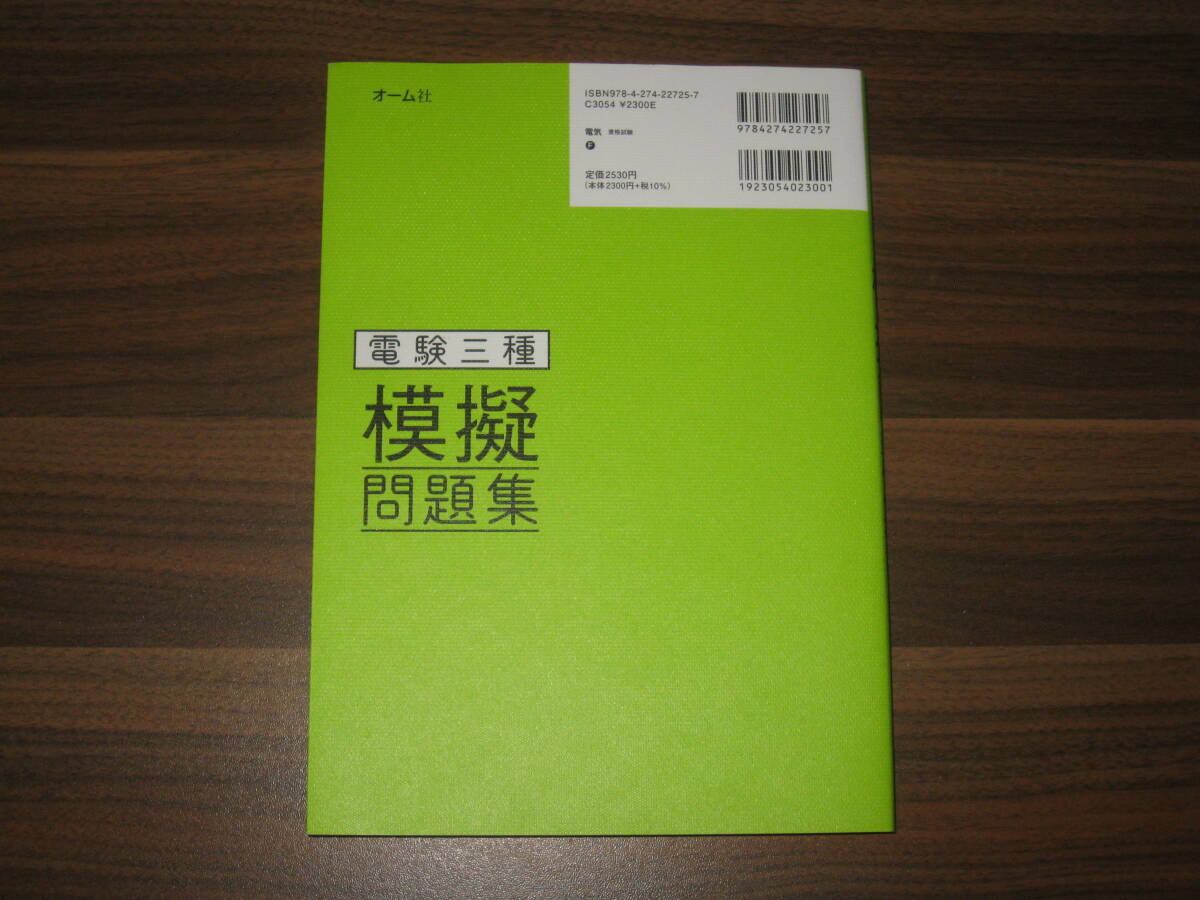 オーム社
ISBN978-4-274-22725-7
C3054 ¥2300E
電気 資格試験
F
定価2530円
(本体2300円+税10%)
9784274227257
1923054023001
電験三種
模擬
問題集